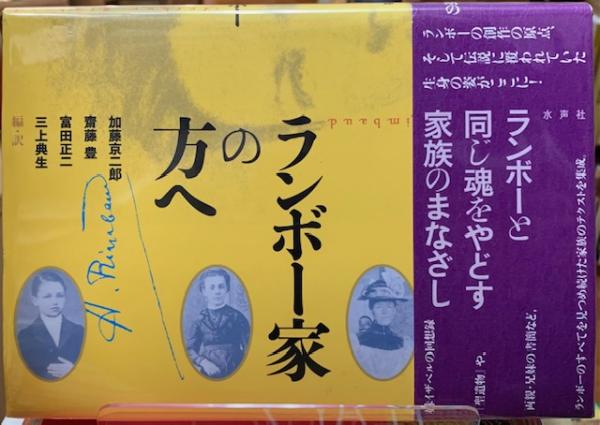 ランボー家
の
方へ
加藤京二郎
齋藤豊
富田正二
三上典生
編・訳
A. Rimbaud
imbaud
の
ランボーの創作の原点、
そして伝説に覆われていた
生身の姿がここに！
水声社
ランボーと
同じ魂をやどす
家族のまなざし
ランボーのすべてを見つめ続けた家族のテクストを集成。
両親・兄妹の書簡など、
『聖遺物』や、
妹イザベルの回想録